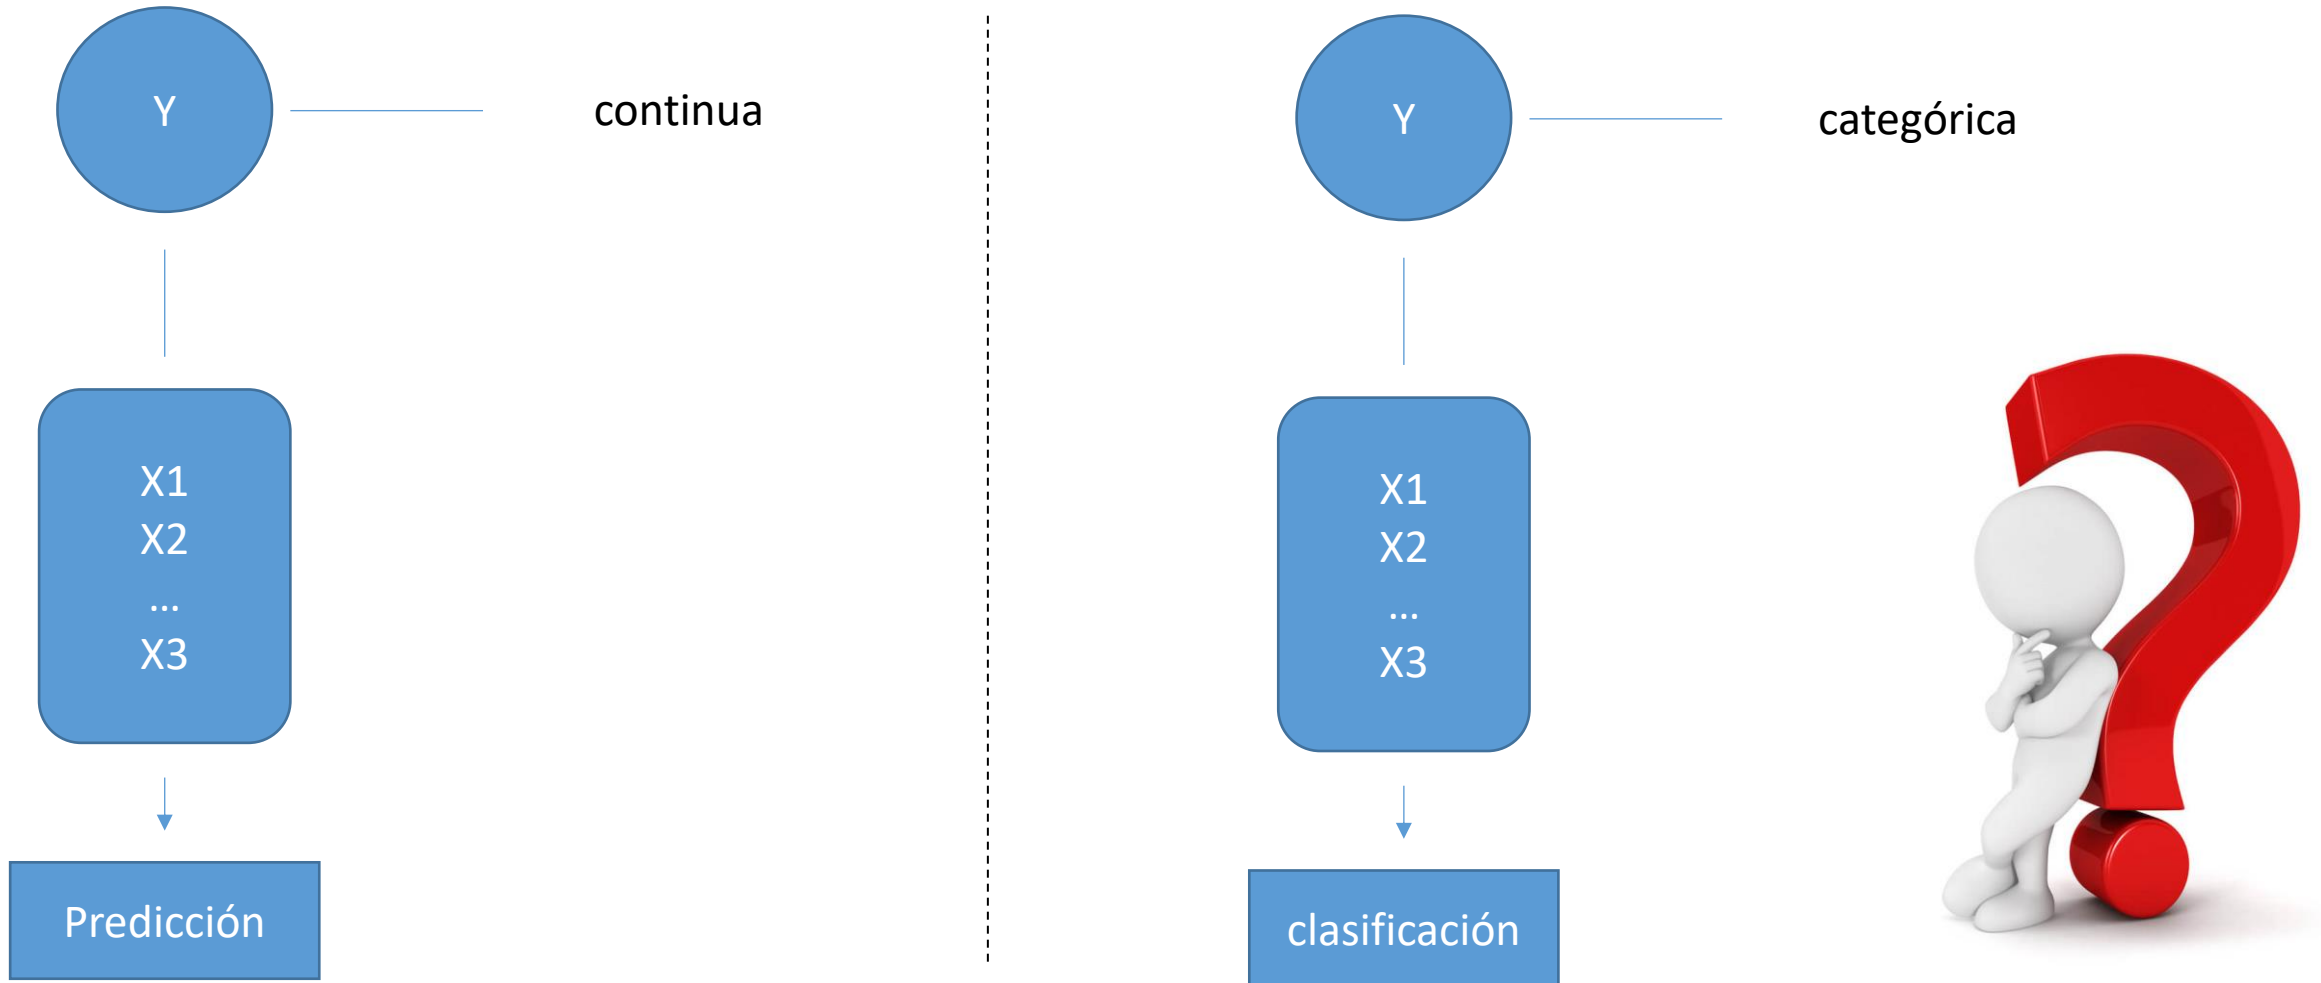 Y
continua
X1
X2
...
X3
Predicción
Y
categórica
X1
X2
...
X3
clasificación